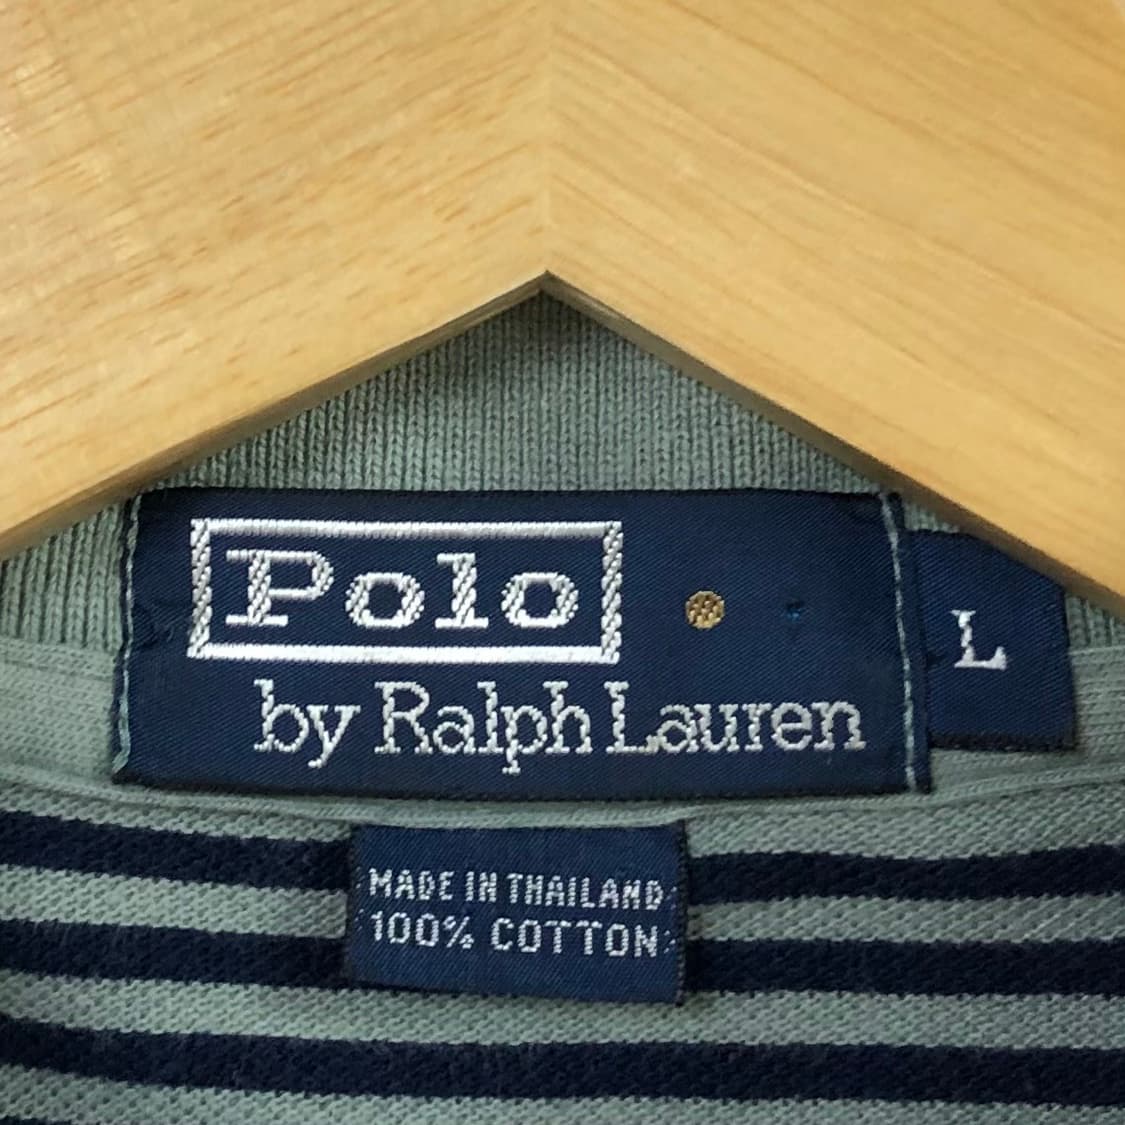 Polo
by Ralph Lauren
L
MADE IN THAILAND
100% COTTON